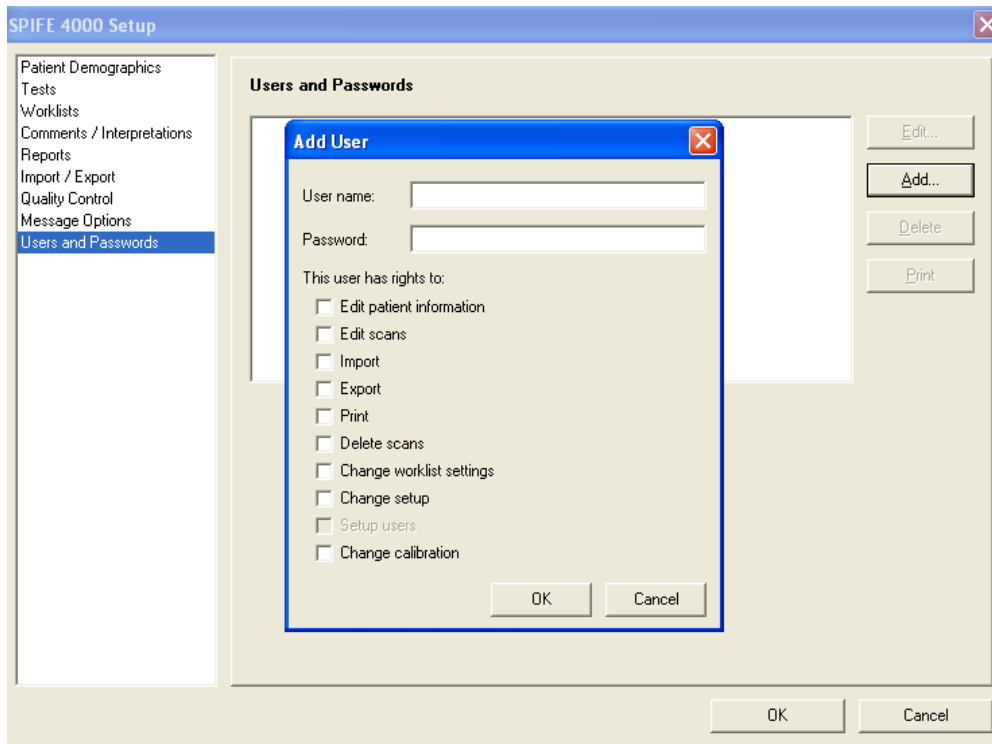 SPIFE 4000 Setup
Patient Demographics
Tests
Worklists
Comments / Interpretations
Reports
Import / Export
Quality Control
Message Options
Users and Passwords
Users and Passwords
Edit...
Add...
Delete
Print
Add User
User name:
Password:
This user has rights to:
Edit patient information
Edit scans
Import
Export
Print
Delete scans
Change worklist settings
Change setup
Setup users
Change calibration
OK
Cancel
OK
Cancel